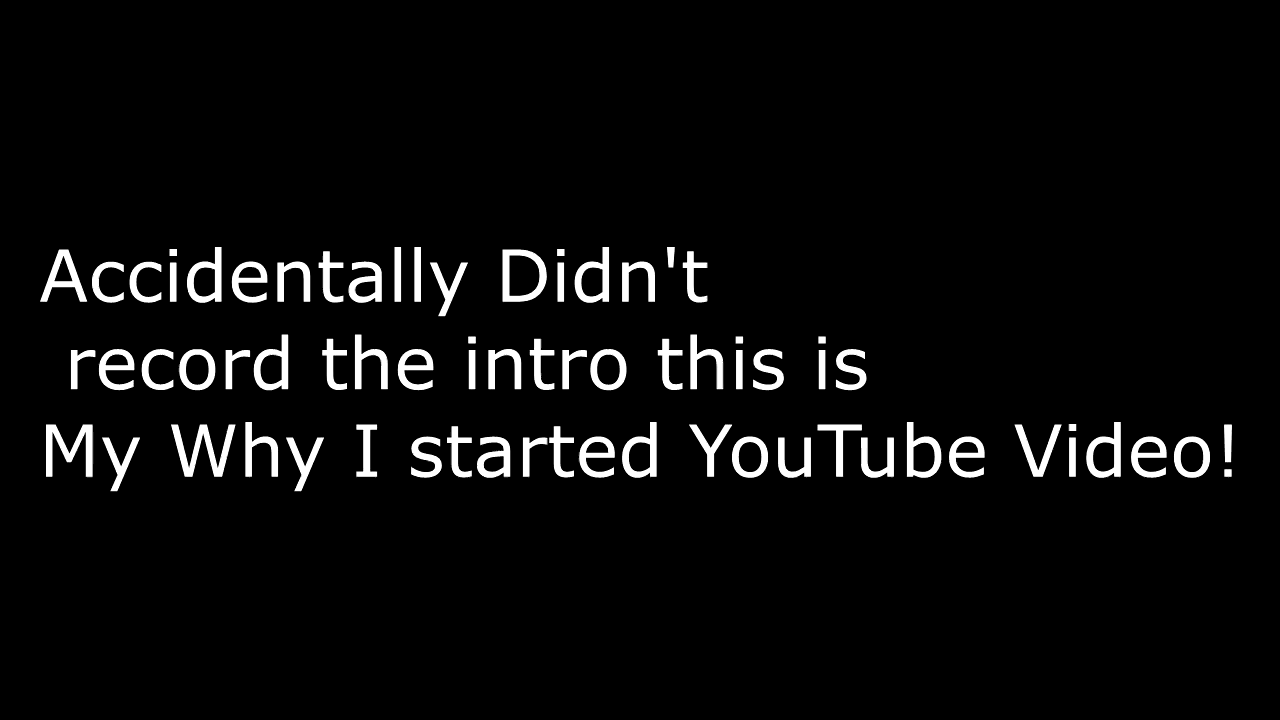 Accidentally Didn't
record the intro this is
My Why I started YouTube Video!